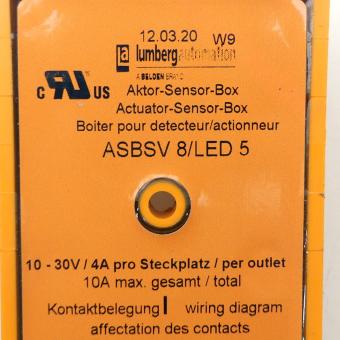 12.03.20 W9
lumbergautomation
A BELDEN BRAND
C RU US
Aktor-Sensor-Box
Actuator-Sensor-Box
Boiter pour detecteur/actionneur
ASBSV 8/LED 5
10 - 30V / 4A pro Steckplatz / per outlet
10A max. gesamt / total
Kontaktbelegung wiring diagram
affectation des contacts